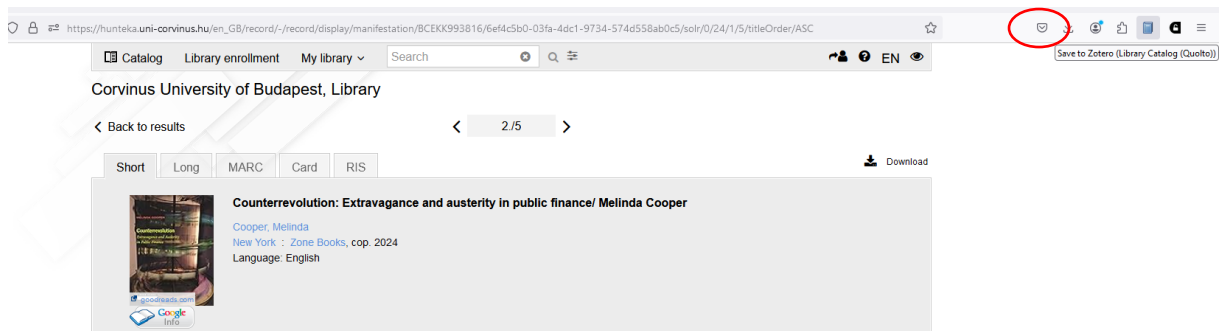 https://hunteka.uni-corvinus.hu/en_GB/record/-/record/display/manifestation/BCEKK993816/6ef4c5b0-03fa-4dc1-9734-574d558ab0c5/solr/0/24/1/5/titleOrder/ASC
Save to Zotero (Library Catalog (Quolto))
Catalog Library enrollment My library Search EN
Corvinus University of Budapest, Library
Back to results 2./5
Short Long MARC Card RIS Download
Counterrevolution: Extravagance and austerity in public finance/ Melinda Cooper
Cooper, Melinda
New York : Zone Books, cop. 2024
Language: English
Counterrevolution
goodreads.com
Google
Info